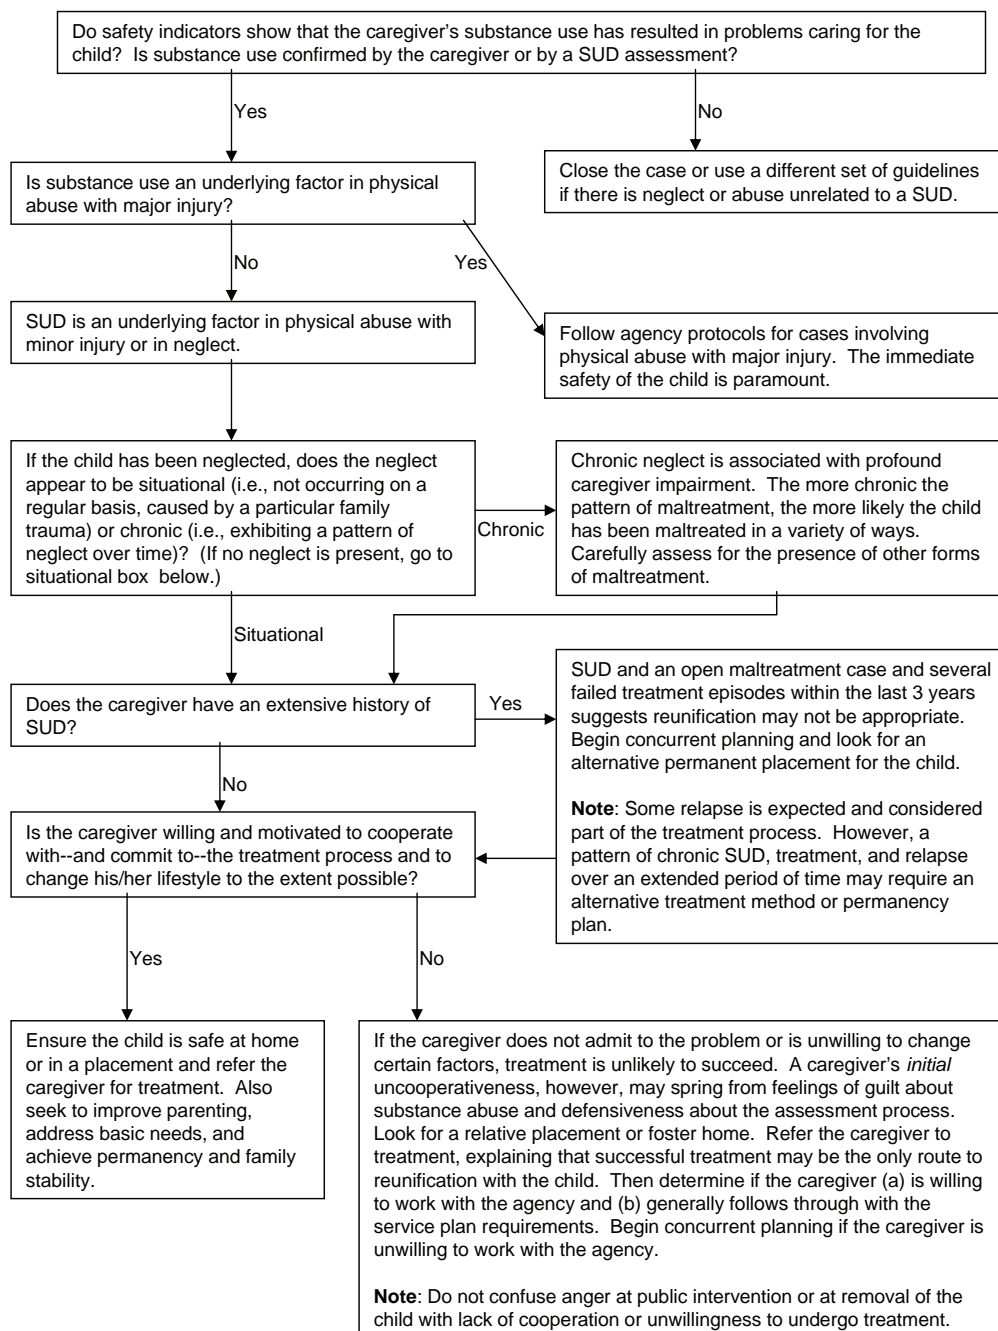 Do safety indicators show that the caregiver’s substance use has resulted in problems caring for the
child?  Is substance use confirmed by the caregiver or by a SUD assessment?
Yes
No
Is substance use an underlying factor in physical
abuse with major injury?
Close the case or use a different set of guidelines
if there is neglect or abuse unrelated to a SUD.
No
Yes
SUD is an underlying factor in physical abuse with
minor injury or in neglect.
Follow agency protocols for cases involving
physical abuse with major injury.  The immediate
safety of the child is paramount.
If the child has been neglected, does the neglect
appear to be situational (i.e., not occurring on a
regular basis, caused by a particular family
trauma) or chronic (i.e., exhibiting a pattern of
neglect over time)?  (If no neglect is present, go to
situational box  below.)
Chronic
Chronic neglect is associated with profound
caregiver impairment.  The more chronic the
pattern of maltreatment, the more likely the child
has been maltreated in a variety of ways.
Carefully assess for the presence of other forms
of maltreatment.
Situational
Does the caregiver have an extensive history of
SUD?
Yes
SUD and an open maltreatment case and several
failed treatment episodes within the last 3 years
suggests reunification may not be appropriate.
Begin concurrent planning and look for an
alternative permanent placement for the child.
Note: Some relapse is expected and considered
part of the treatment process.  However, a
pattern of chronic SUD, treatment, and relapse
over an extended period of time may require an
alternative treatment method or permanency
plan.
No
Is the caregiver willing and motivated to cooperate
with--and commit to--the treatment process and to
change his/her lifestyle to the extent possible?
Yes
No
Ensure the child is safe at home
or in a placement and refer the
caregiver for treatment.  Also
seek to improve parenting,
address basic needs, and
achieve permanency and family
stability.
If the caregiver does not admit to the problem or is unwilling to change
certain factors, treatment is unlikely to succeed.  A caregiver’s initial
uncooperativeness, however, may spring from feelings of guilt about
substance abuse and defensiveness about the assessment process.
Look for a relative placement or foster home.  Refer the caregiver to
treatment, explaining that successful treatment may be the only route to
reunification with the child.  Then determine if the caregiver (a) is willing
to work with the agency and (b) generally follows through with the
service plan requirements.  Begin concurrent planning if the caregiver is
unwilling to work with the agency.
Note: Do not confuse anger at public intervention or at removal of the
child with lack of cooperation or unwillingness to undergo treatment.